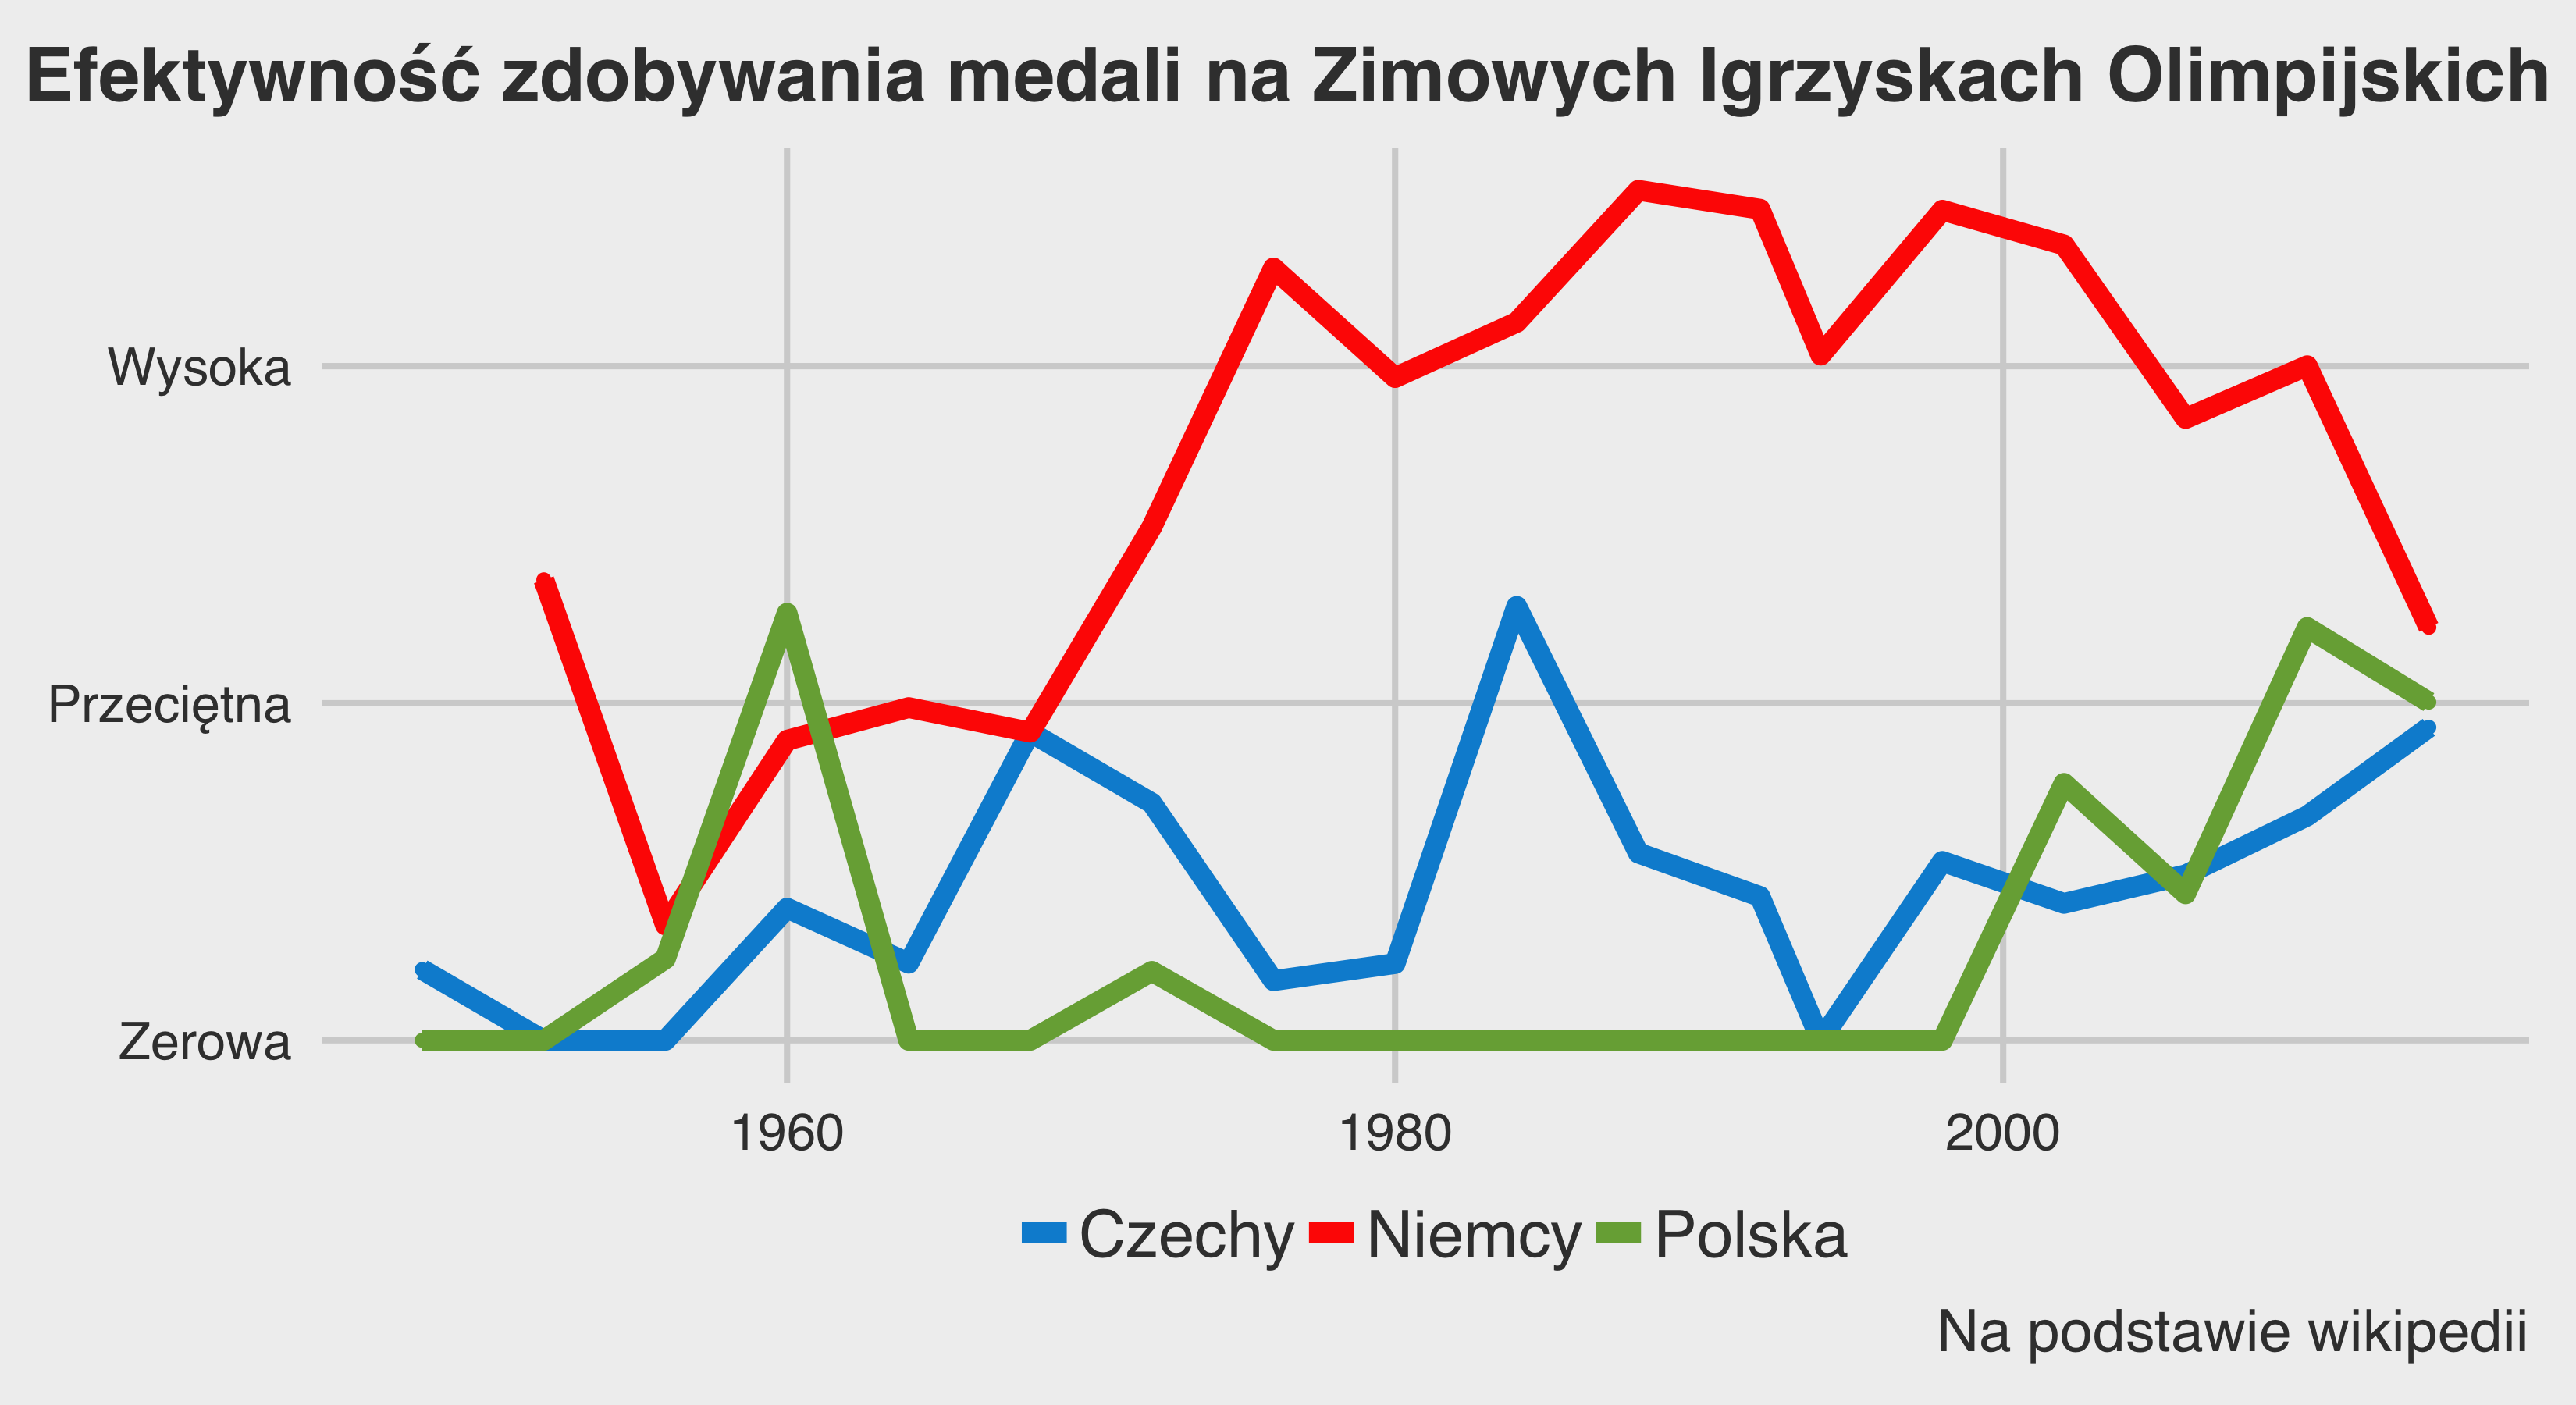 Efektywność zdobywania medali na Zimowych Igrzyskach Olimpijskich
Wysoka
Przeciętna
Zerowa
1960 1980 2000
Czechy Niemcy Polska
Na podstawie wikipedii